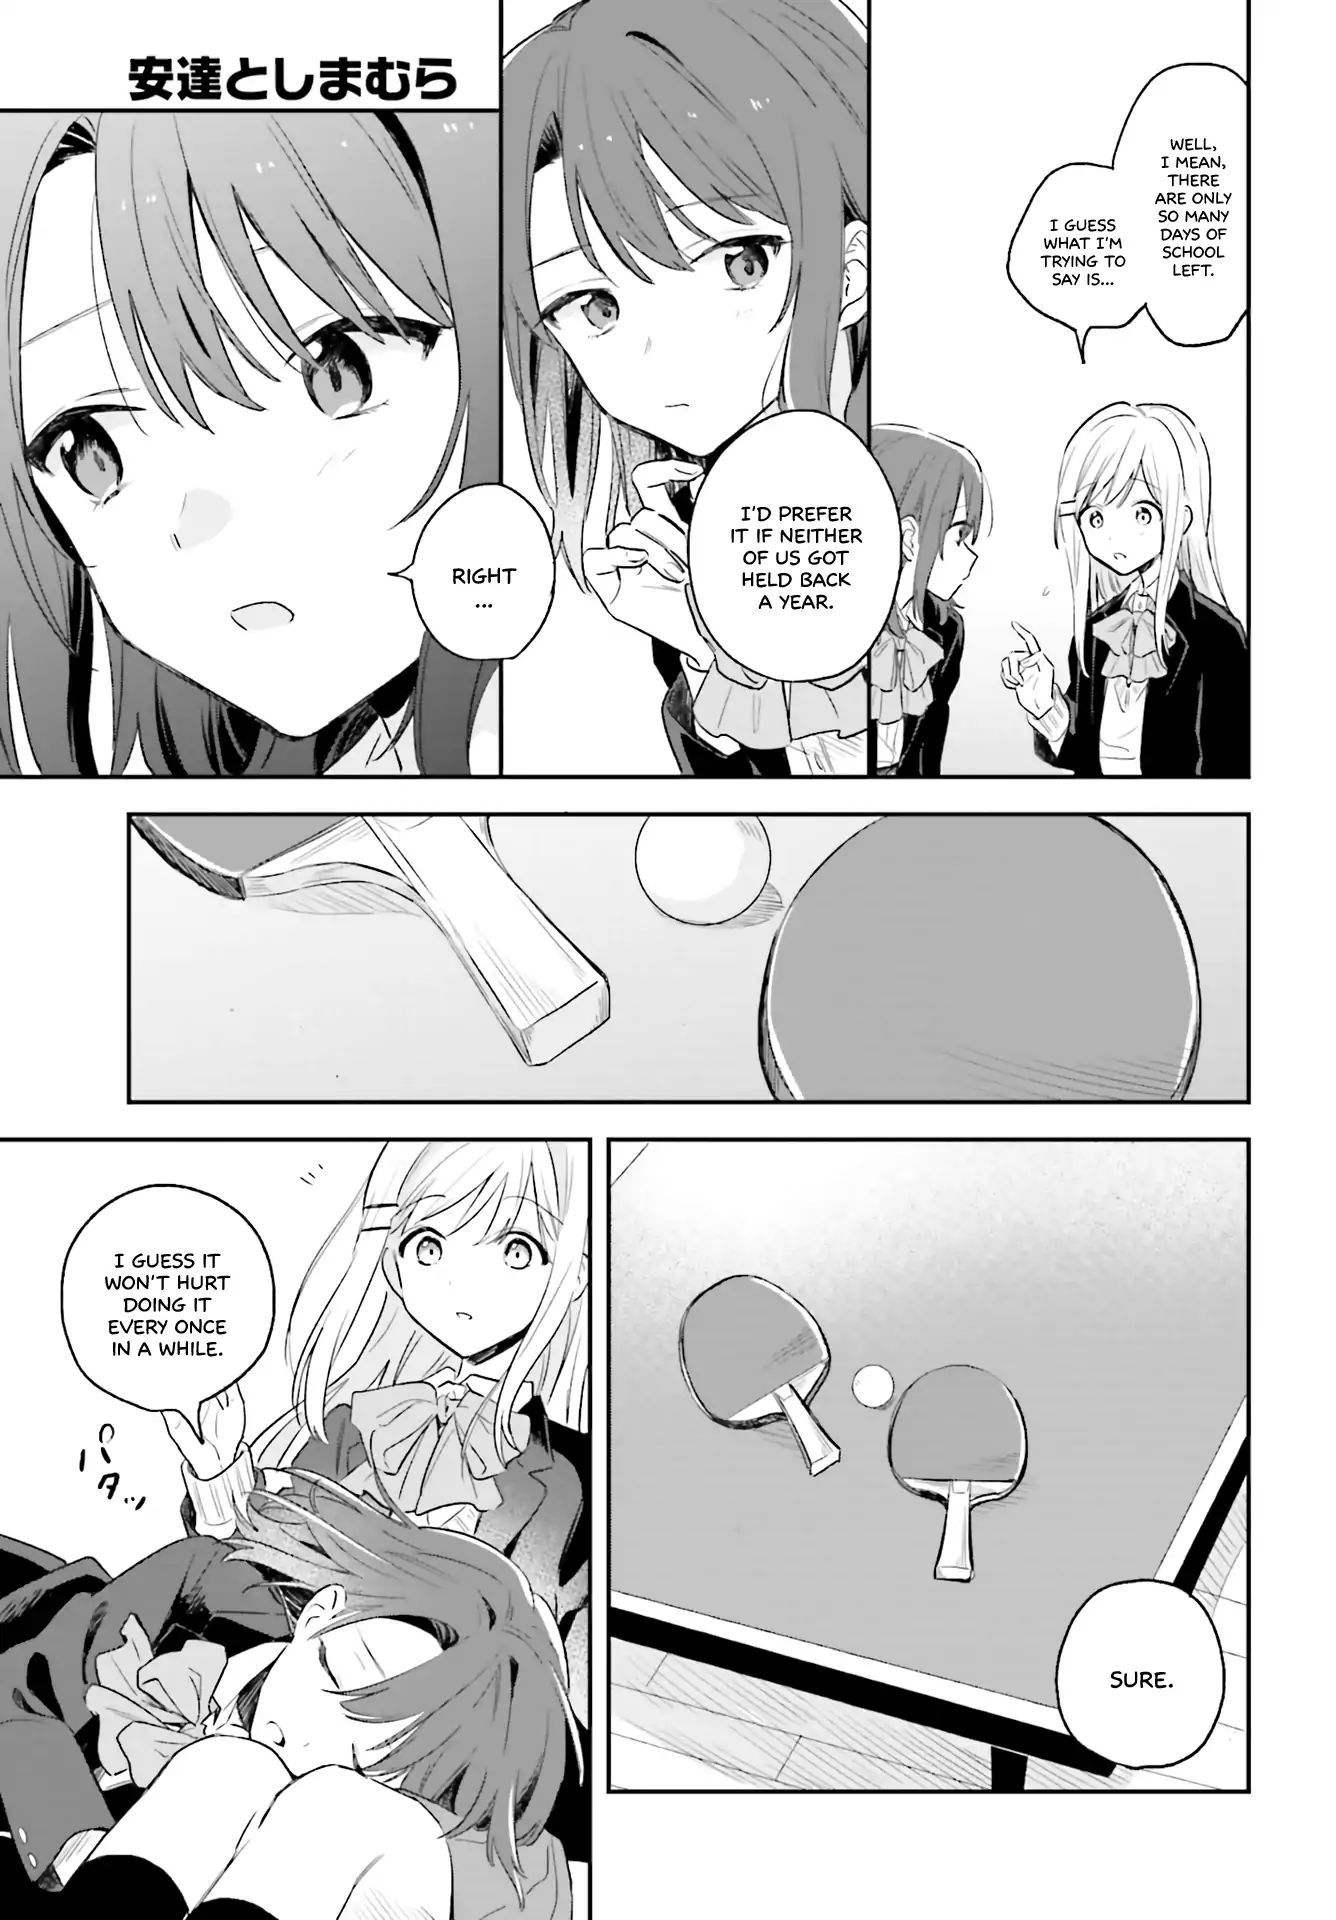 安達としまむら
WELL,
I MEAN,
THERE
ARE ONLY
SO MANY
DAYS OF
SCHOOL
LEFT.
I GUESS
WHAT I'M
TRYING TO
SAY IS...
I'D PREFER
IT IF NEITHER
OF US GOT
HELD BACK
A YEAR.
RIGHT
...
SURE.
I GUESS IT
WON'T HURT
DOING IT
EVERY ONCE
IN A WHILE.
パタッ